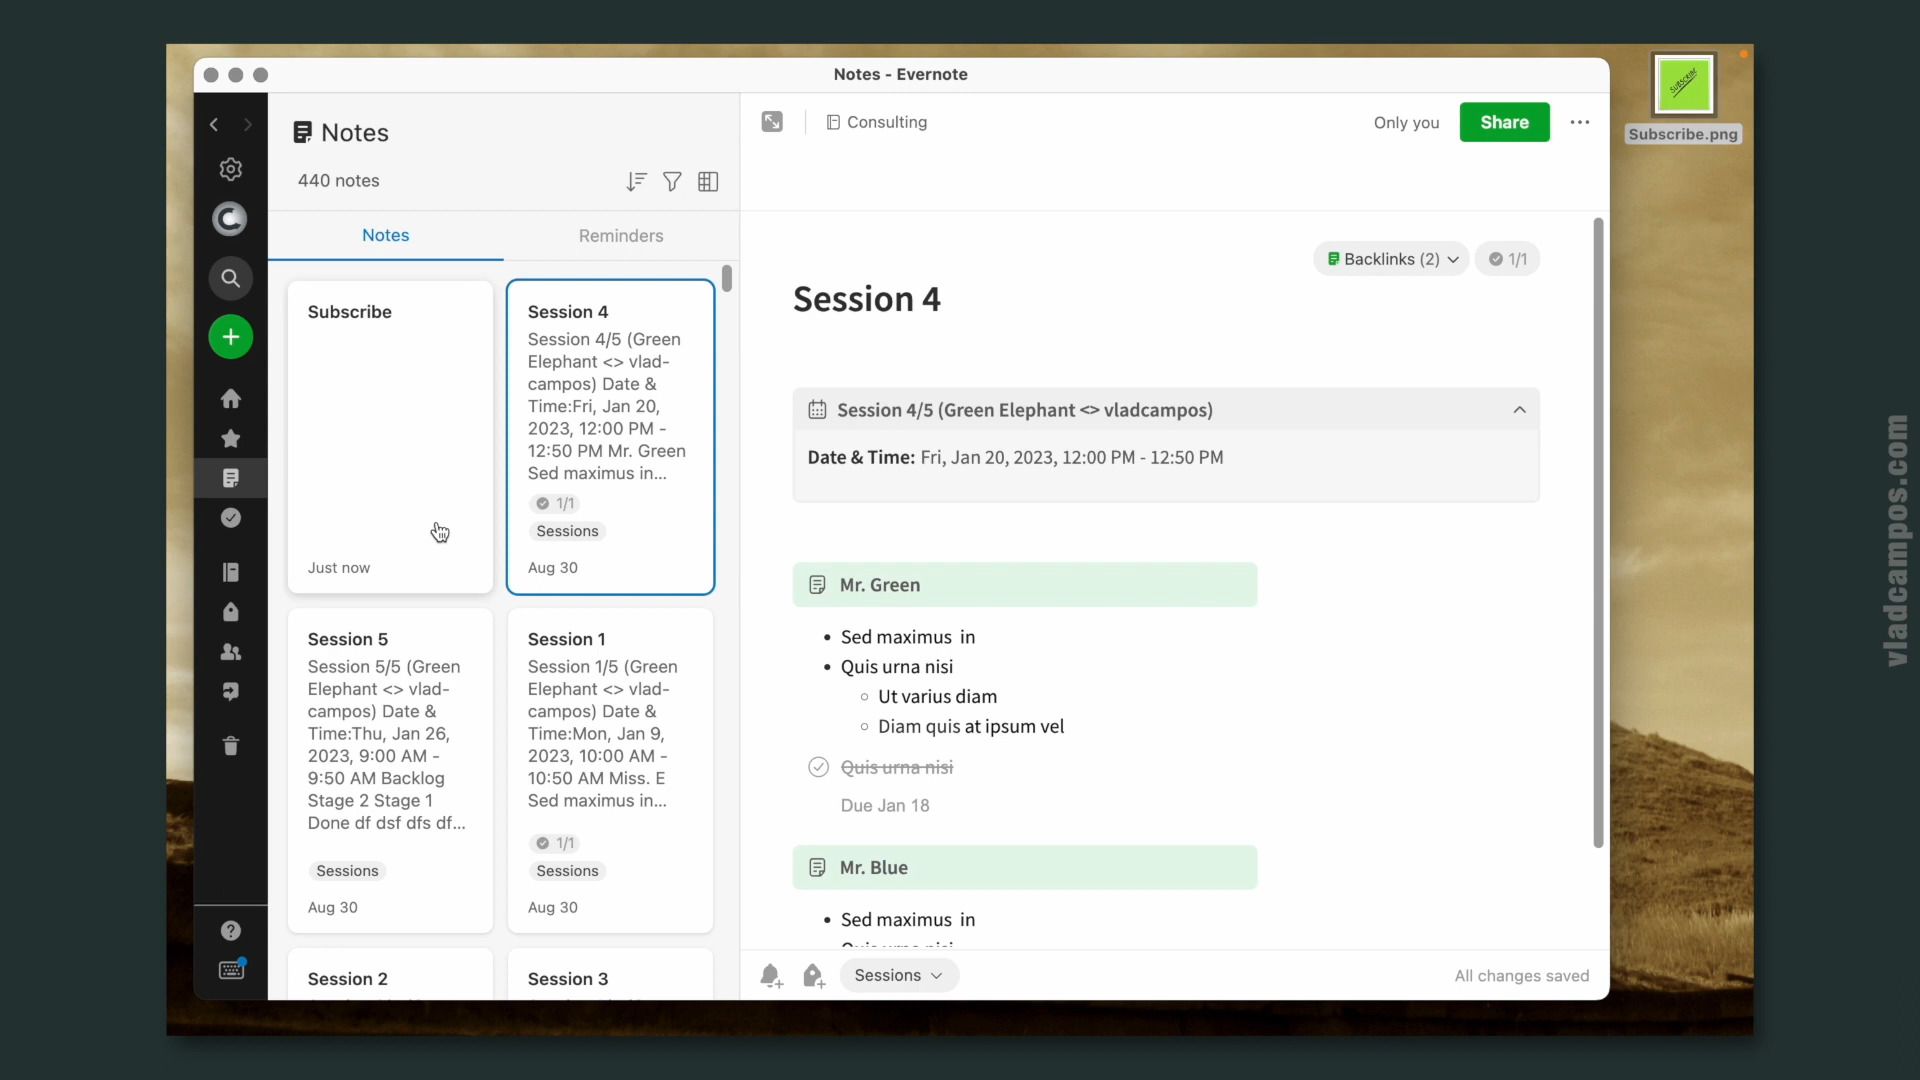 Notes - Evernote
SUBSCRIBE
Subscribe.png
Notes
440 notes
Notes
Reminders
Subscribe
Just now
Session 4
Session 4/5 (Green
Elephant <> vlad-
campos) Date &
Time:Fri, Jan 20,
2023, 12:00 PM -
12:50 PM Mr. Green
Sed maximus in...
1/1
Sessions
Aug 30
Session 5
Session 5/5 (Green
Elephant <> vlad-
campos) Date &
Time:Thu, Jan 26,
2023, 9:00 AM -
9:50 AM Backlog
Stage 2 Stage 1
Done df dsf dfs df...
Sessions
Aug 30
Session 1
Session 1/5 (Green
Elephant <> vlad-
campos) Date &
Time:Mon, Jan 9,
2023, 10:00 AM -
10:50 AM Miss. E
Sed maximus in...
1/1
Sessions
Aug 30
Session 2
Session 3
Consulting
Only you
Share
Backlinks (2)
1/1
Session 4
Session 4/5 (Green Elephant <> vladcampos)
Date & Time: Fri, Jan 20, 2023, 12:00 PM - 12:50 PM
Mr. Green
• Sed maximus in
• Quis urna nisi
◦ Ut varius diam
◦ Diam quis at ipsum vel
Quis urna nisi
Due Jan 18
Mr. Blue
• Sed maximus in
Sessions
All changes saved
vladcampos.com